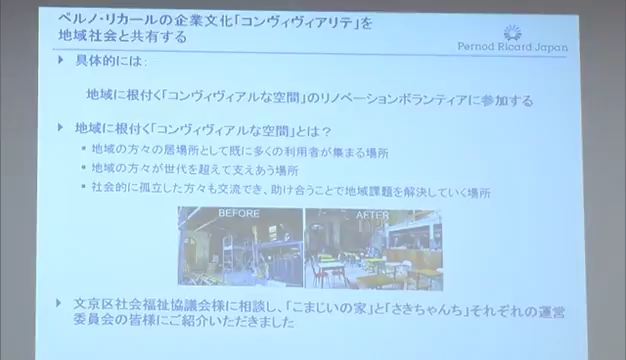 ペルノ・リカールの企業文化「コンヴィヴィアリテ」を
地域社会と共有する
Pernod Ricard Japan
具体的には:
地域に根付く「コンヴィヴィアルな空間」のリノベーションボランティアに参加する
地域に根付く「コンヴィヴィアルな空間」とは?
地域の方々の居場所として既に多くの利用者が集まる場所
地域の方々が世代を超えて支えあう場所
社会的に孤立した方々も交流でき、助け合うことで地域課題を解決していく場所
BEFORE
AFTER
文京区社会福祉協議会様に相談し、「こまじいの家」と「さきちゃんち」それぞれの運営
委員会の皆様にご紹介いただきました